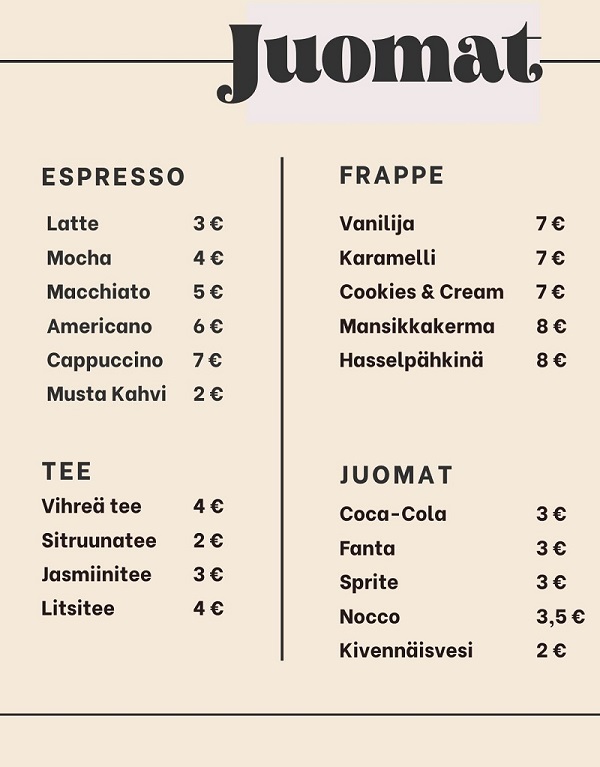 Juomat
ESPRESSO
Latte 3 €
Mocha 4 €
Macchiato 5 €
Americano 6 €
Cappuccino 7 €
Musta Kahvi 2 €
TEE
Vihreä tee 4 €
Sitruunatee 2 €
Jasmiinitee 3 €
Litsitee 4 €
FRAPPE
Vanilija 7 €
Karamelli 7 €
Cookies & Cream 7 €
Mansikkakerma 8 €
Hasselpähkinä 8 €
JUOMAT
Coca-Cola 3 €
Fanta 3 €
Sprite 3 €
Nocco 3,5 €
Kivennäisvesi 2 €